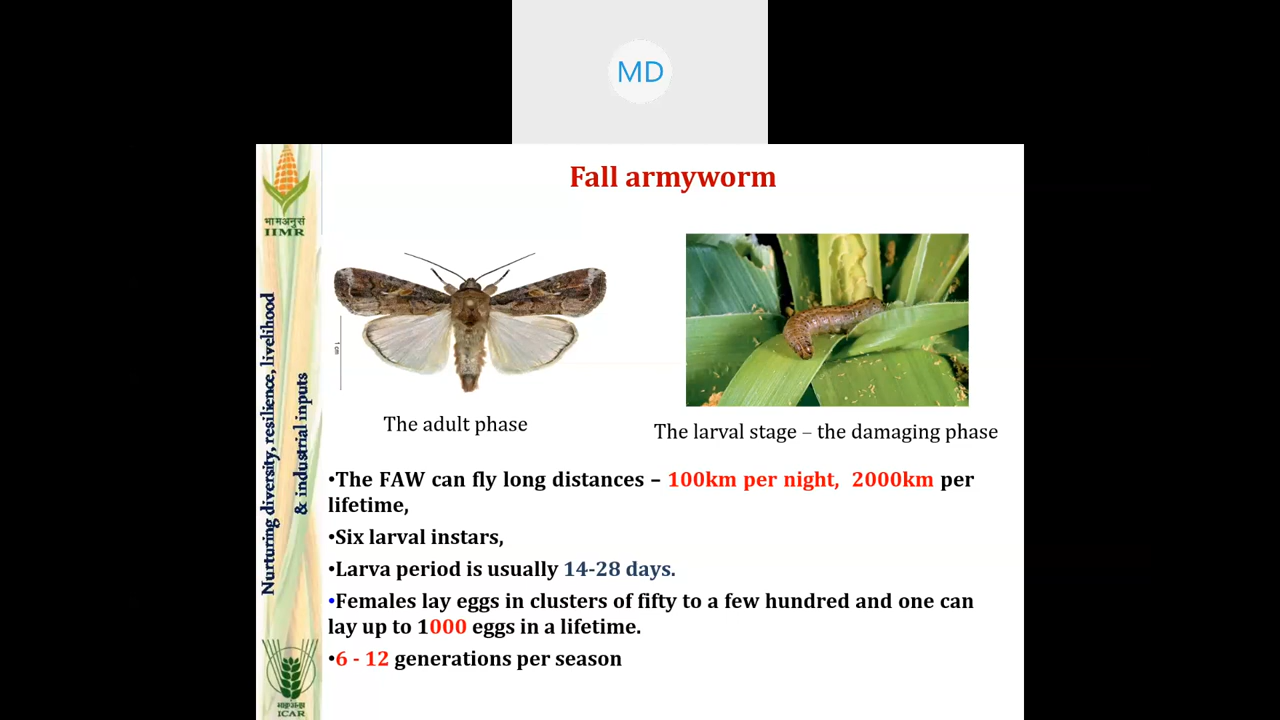 MD
Fall armyworm
भाकृअनुसं
IIMR
Nurturing diversity, resilience, livelihood
& industrial inputs
1 cm
The adult phase
The larval stage – the damaging phase
•The FAW can fly long distances – 100km per night, 2000km per
lifetime,
•Six larval instars,
•Larva period is usually 14-28 days.
•Females lay eggs in clusters of fifty to a few hundred and one can
lay up to 1000 eggs in a lifetime.
•6 - 12 generations per season
ICAR